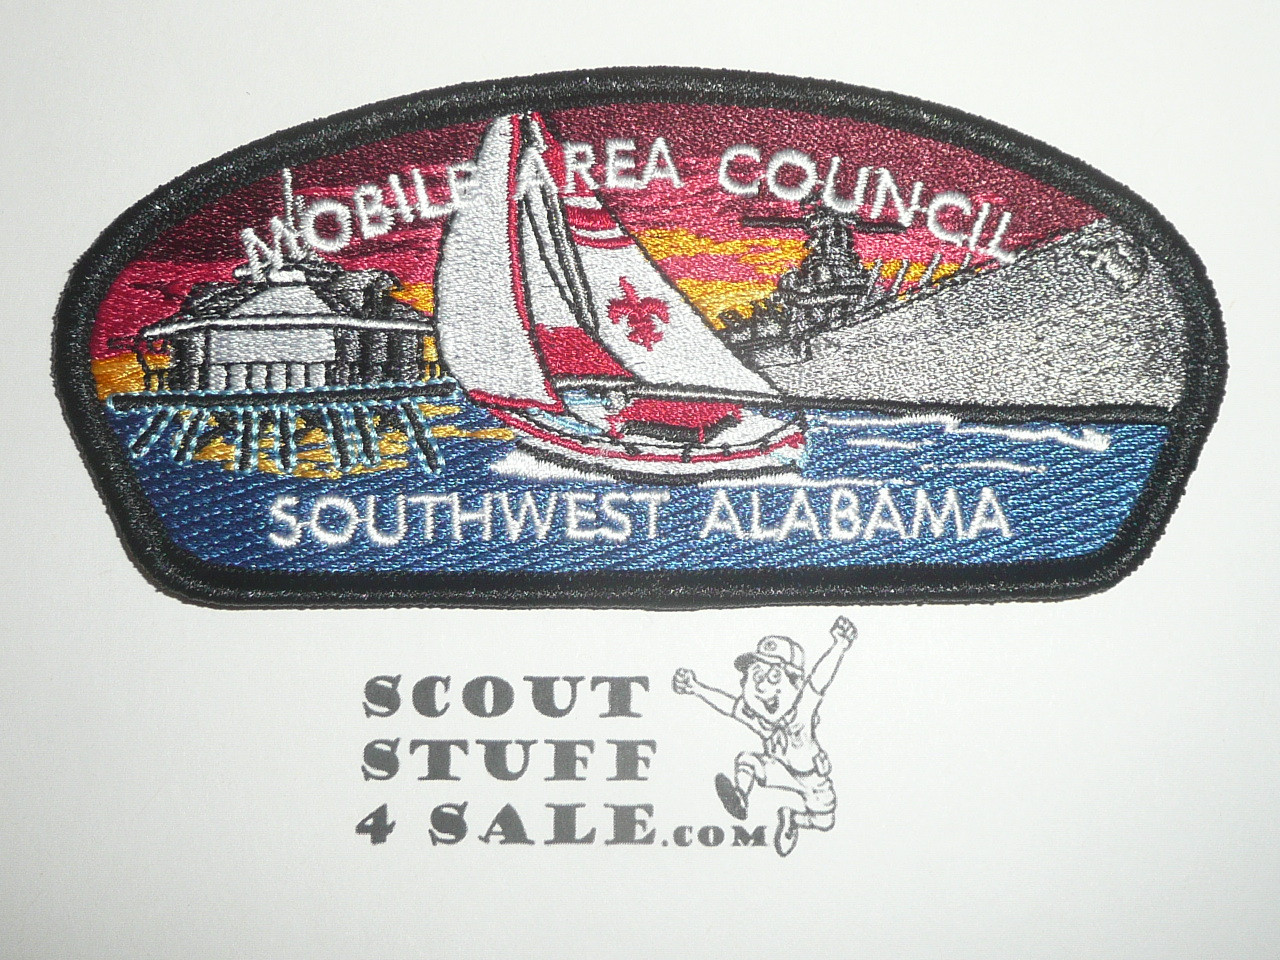 MOBILE AREA COUNCIL
SOUTHWEST ALABAMA
SCOUT
STUFF
4 SALE.COM